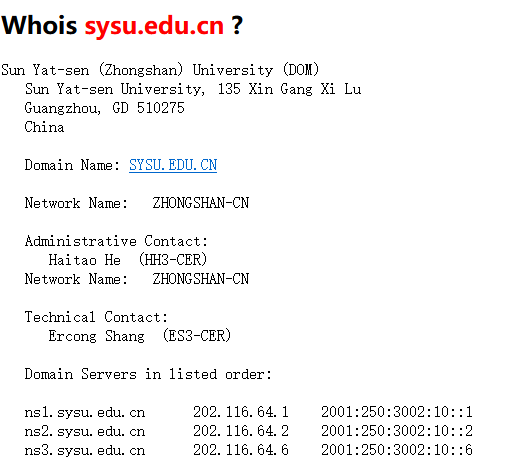 Whois sysu.edu.cn ?
Sun Yat-sen (Zhongshan) University (DOM)
Sun Yat-sen University, 135 Xin Gang Xi Lu
Guangzhou, GD 510275
China
Domain Name: SYSU.EDU.CN
Network Name: ZHONGSHAN-CN
Administrative Contact:
Haitao He (HH3-CER)
Network Name: ZHONGSHAN-CN
Technical Contact:
Ercong Shang (ES3-CER)
Domain Servers in listed order:
ns1.sysu.edu.cn 202.116.64.1 2001:250:3002:10::1
ns2.sysu.edu.cn 202.116.64.2 2001:250:3002:10::2
ns3.sysu.edu.cn 202.116.64.6 2001:250:3002:10::6